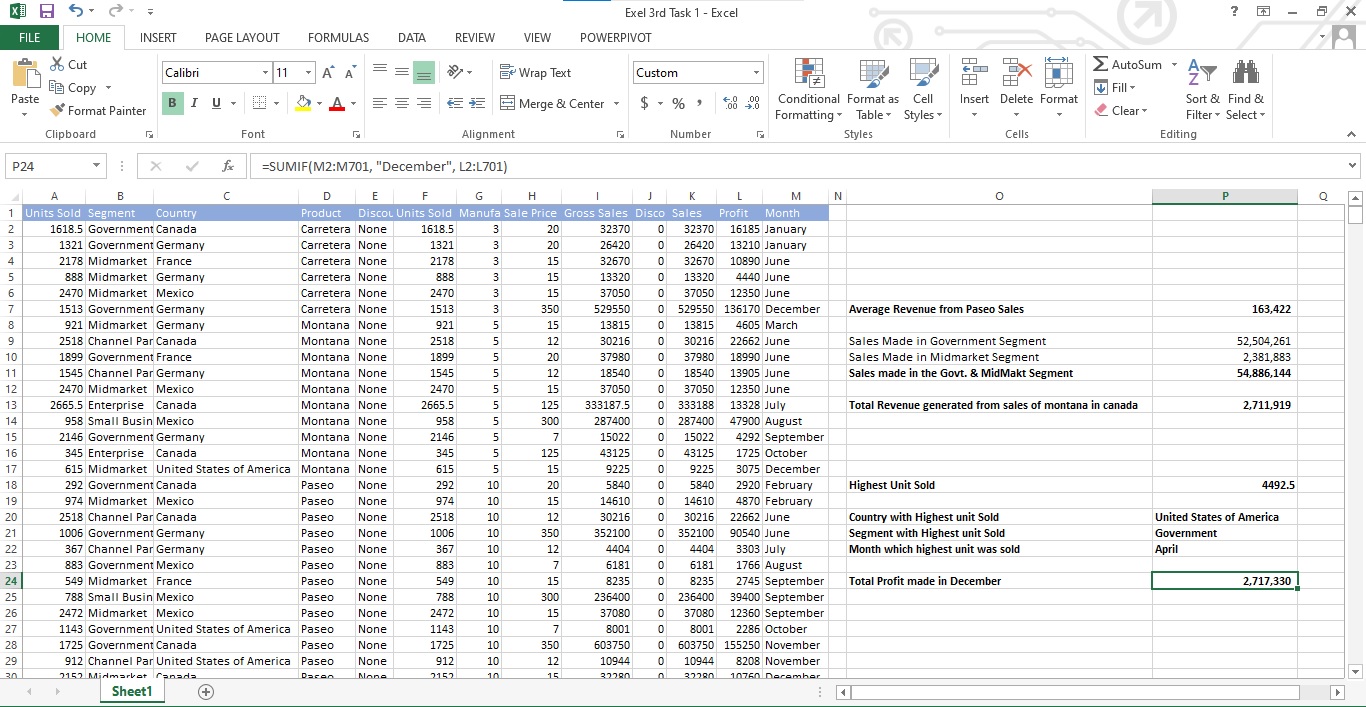 Exel 3rd Task 1 - Excel
FILE HOME INSERT PAGE LAYOUT FORMULAS DATA REVIEW VIEW POWERPIVOT
Paste Cut Copy Format Painter Clipboard
Calibri 11 B I U Font
Wrap Text Merge & Center Alignment
Custom $ % , Number
Conditional Formatting Format as Table Cell Styles Styles
Insert Delete Format Cells
AutoSum Fill Clear Sort & Filter Find & Select Editing
P24 fx =SUMIF(M2:M701, "December", L2:L701)
A B C D E F G H I J K L M N O P Q
1 Units Sold Segment Country Product Discou Units Sold Manufa Sale Price Gross Sales Disco Sales Profit Month
2 1618.5 Government Canada Carretera None 1618.5 3 20 32370 0 32370 16185 January
3 1321 Government Germany Carretera None 1321 3 20 26420 0 26420 13210 January
4 2178 Midmarket France Carretera None 2178 3 15 32670 0 32670 10890 June
5 888 Midmarket Germany Carretera None 888 3 15 13320 0 13320 4440 June
6 2470 Midmarket Mexico Carretera None 2470 3 15 37050 0 37050 12350 June
7 1513 Government Germany Carretera None 1513 3 350 529550 0 529550 136170 December Average Revenue from Paseo Sales 163,422
8 921 Midmarket Germany Montana None 921 5 15 13815 0 13815 4605 March
9 2518 Channel Par Canada Montana None 2518 5 12 30216 0 30216 22662 June Sales Made in Government Segment 52,504,261
10 1899 Government France Montana None 1899 5 20 37980 0 37980 18990 June Sales Made in Midmarket Segment 2,381,883
11 1545 Channel Par Germany Montana None 1545 5 12 18540 0 18540 13905 June Sales made in the Govt. & MidMakt Segment 54,886,144
12 2470 Midmarket Mexico Montana None 2470 5 15 37050 0 37050 12350 June
13 2665.5 Enterprise Canada Montana None 2665.5 5 125 333187.5 0 333188 13328 July Total Revenue generated from sales of montana in canada 2,711,919
14 958 Small Busin Mexico Montana None 958 5 300 287400 0 287400 47900 August
15 2146 Government Germany Montana None 2146 5 7 15022 0 15022 4292 September
16 345 Enterprise Canada Montana None 345 5 125 43125 0 43125 1725 October
17 615 Midmarket United States of America Montana None 615 5 15 9225 0 9225 3075 December
18 292 Government Canada Paseo None 292 10 20 5840 0 5840 2920 February Highest Unit Sold 4492.5
19 974 Midmarket Mexico Paseo None 974 10 15 14610 0 14610 4870 February
20 2518 Channel Par Canada Paseo None 2518 10 12 30216 0 30216 22662 June Country with Highest unit Sold United States of America
21 1006 Government Germany Paseo None 1006 10 350 352100 0 352100 90540 June Segment with Highest unit Sold Government
22 367 Channel Par Germany Paseo None 367 10 12 4404 0 4404 3303 July Month which highest unit was sold April
23 883 Government Mexico Paseo None 883 10 7 6181 0 6181 1766 August
24 549 Midmarket France Paseo None 549 10 15 8235 0 8235 2745 September Total Profit made in December 2,717,330
25 788 Small Busin Mexico Paseo None 788 10 300 236400 0 236400 39400 September
26 2472 Midmarket Mexico Paseo None 2472 10 15 37080 0 37080 12360 September
27 1143 Government United States of America Paseo None 1143 10 7 8001 0 8001 2286 October
28 1725 Government Canada Paseo None 1725 10 350 603750 0 603750 155250 November
29 912 Channel Par United States of America Paseo None 912 10 12 10944 0 10944 8208 November
30 2152 Midmarket Canada Paseo None 2152 10 15 32280 0 32280 10760 December
Sheet1